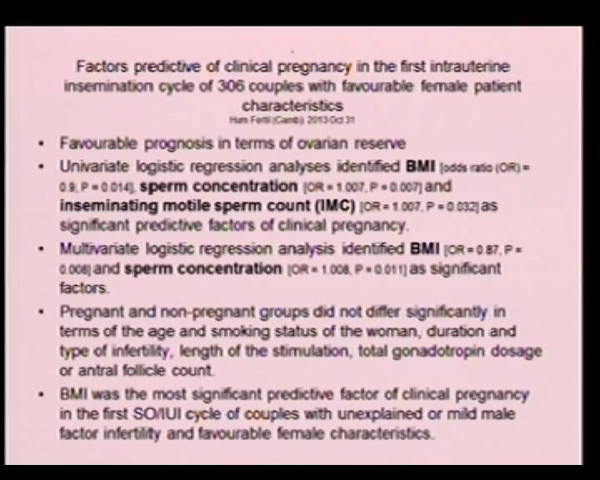 Factors predictive of clinical pregnancy in the first intrauterine
insemination cycle of 306 couples with favourable female patient
characteristics
Hum Fertil (Camb). 2013 Oct 31
• Favourable prognosis in terms of ovarian reserve
• Univariate logistic regression analyses identified BMI [odds ratio (OR) =
0.9, P = 0.014], sperm concentration [OR = 1.007, P = 0.007] and
inseminating motile sperm count (IMC) [OR = 1.007, P = 0.032] as
significant predictive factors of clinical pregnancy.
• Multivariate logistic regression analysis identified BMI [OR = 0.87, P =
0.008] and sperm concentration [OR = 1.008, P = 0.011] as significant
factors.
• Pregnant and non-pregnant groups did not differ significantly in
terms of the age and smoking status of the woman, duration and
type of infertility, length of the stimulation, total gonadotropin dosage
or antral follicle count.
• BMI was the most significant predictive factor of clinical pregnancy
in the first SO/IUI cycle of couples with unexplained or mild male
factor infertility and favourable female characteristics.